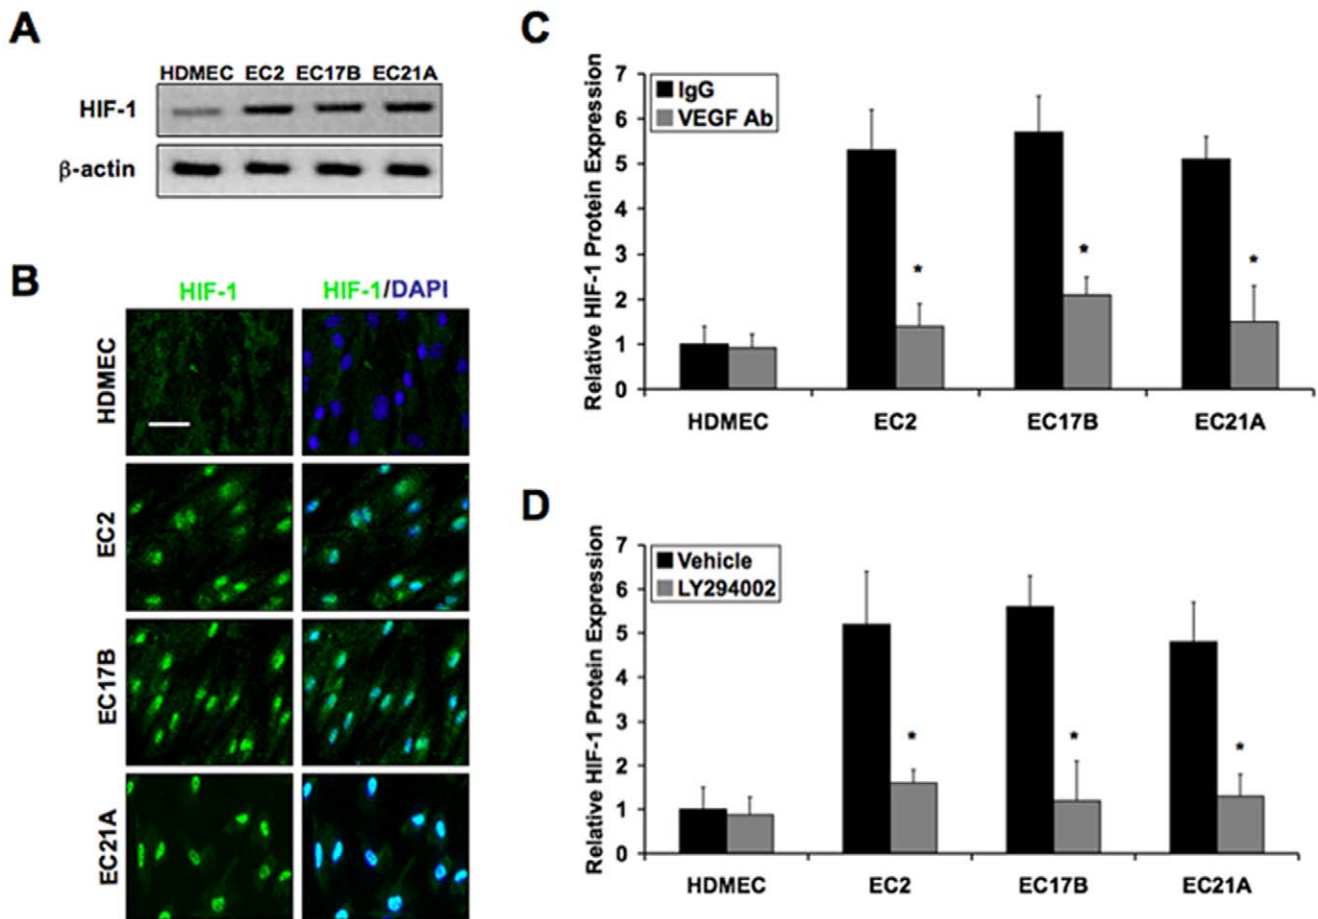 A
HDMEC EC2 EC17B EC21A
HIF-1
β-actin
B
HIF-1 HIF-1/DAPI
HDMEC
EC2
EC17B
EC21A
C
Relative HIF-1 Protein Expression
7
6
5
4
3
2
1
0
IgG
VEGF Ab
* * *
HDMEC EC2 EC17B EC21A
D
Relative HIF-1 Protein Expression
7
6
5
4
3
2
1
0
Vehicle
LY294002
* * *
HDMEC EC2 EC17B EC21A